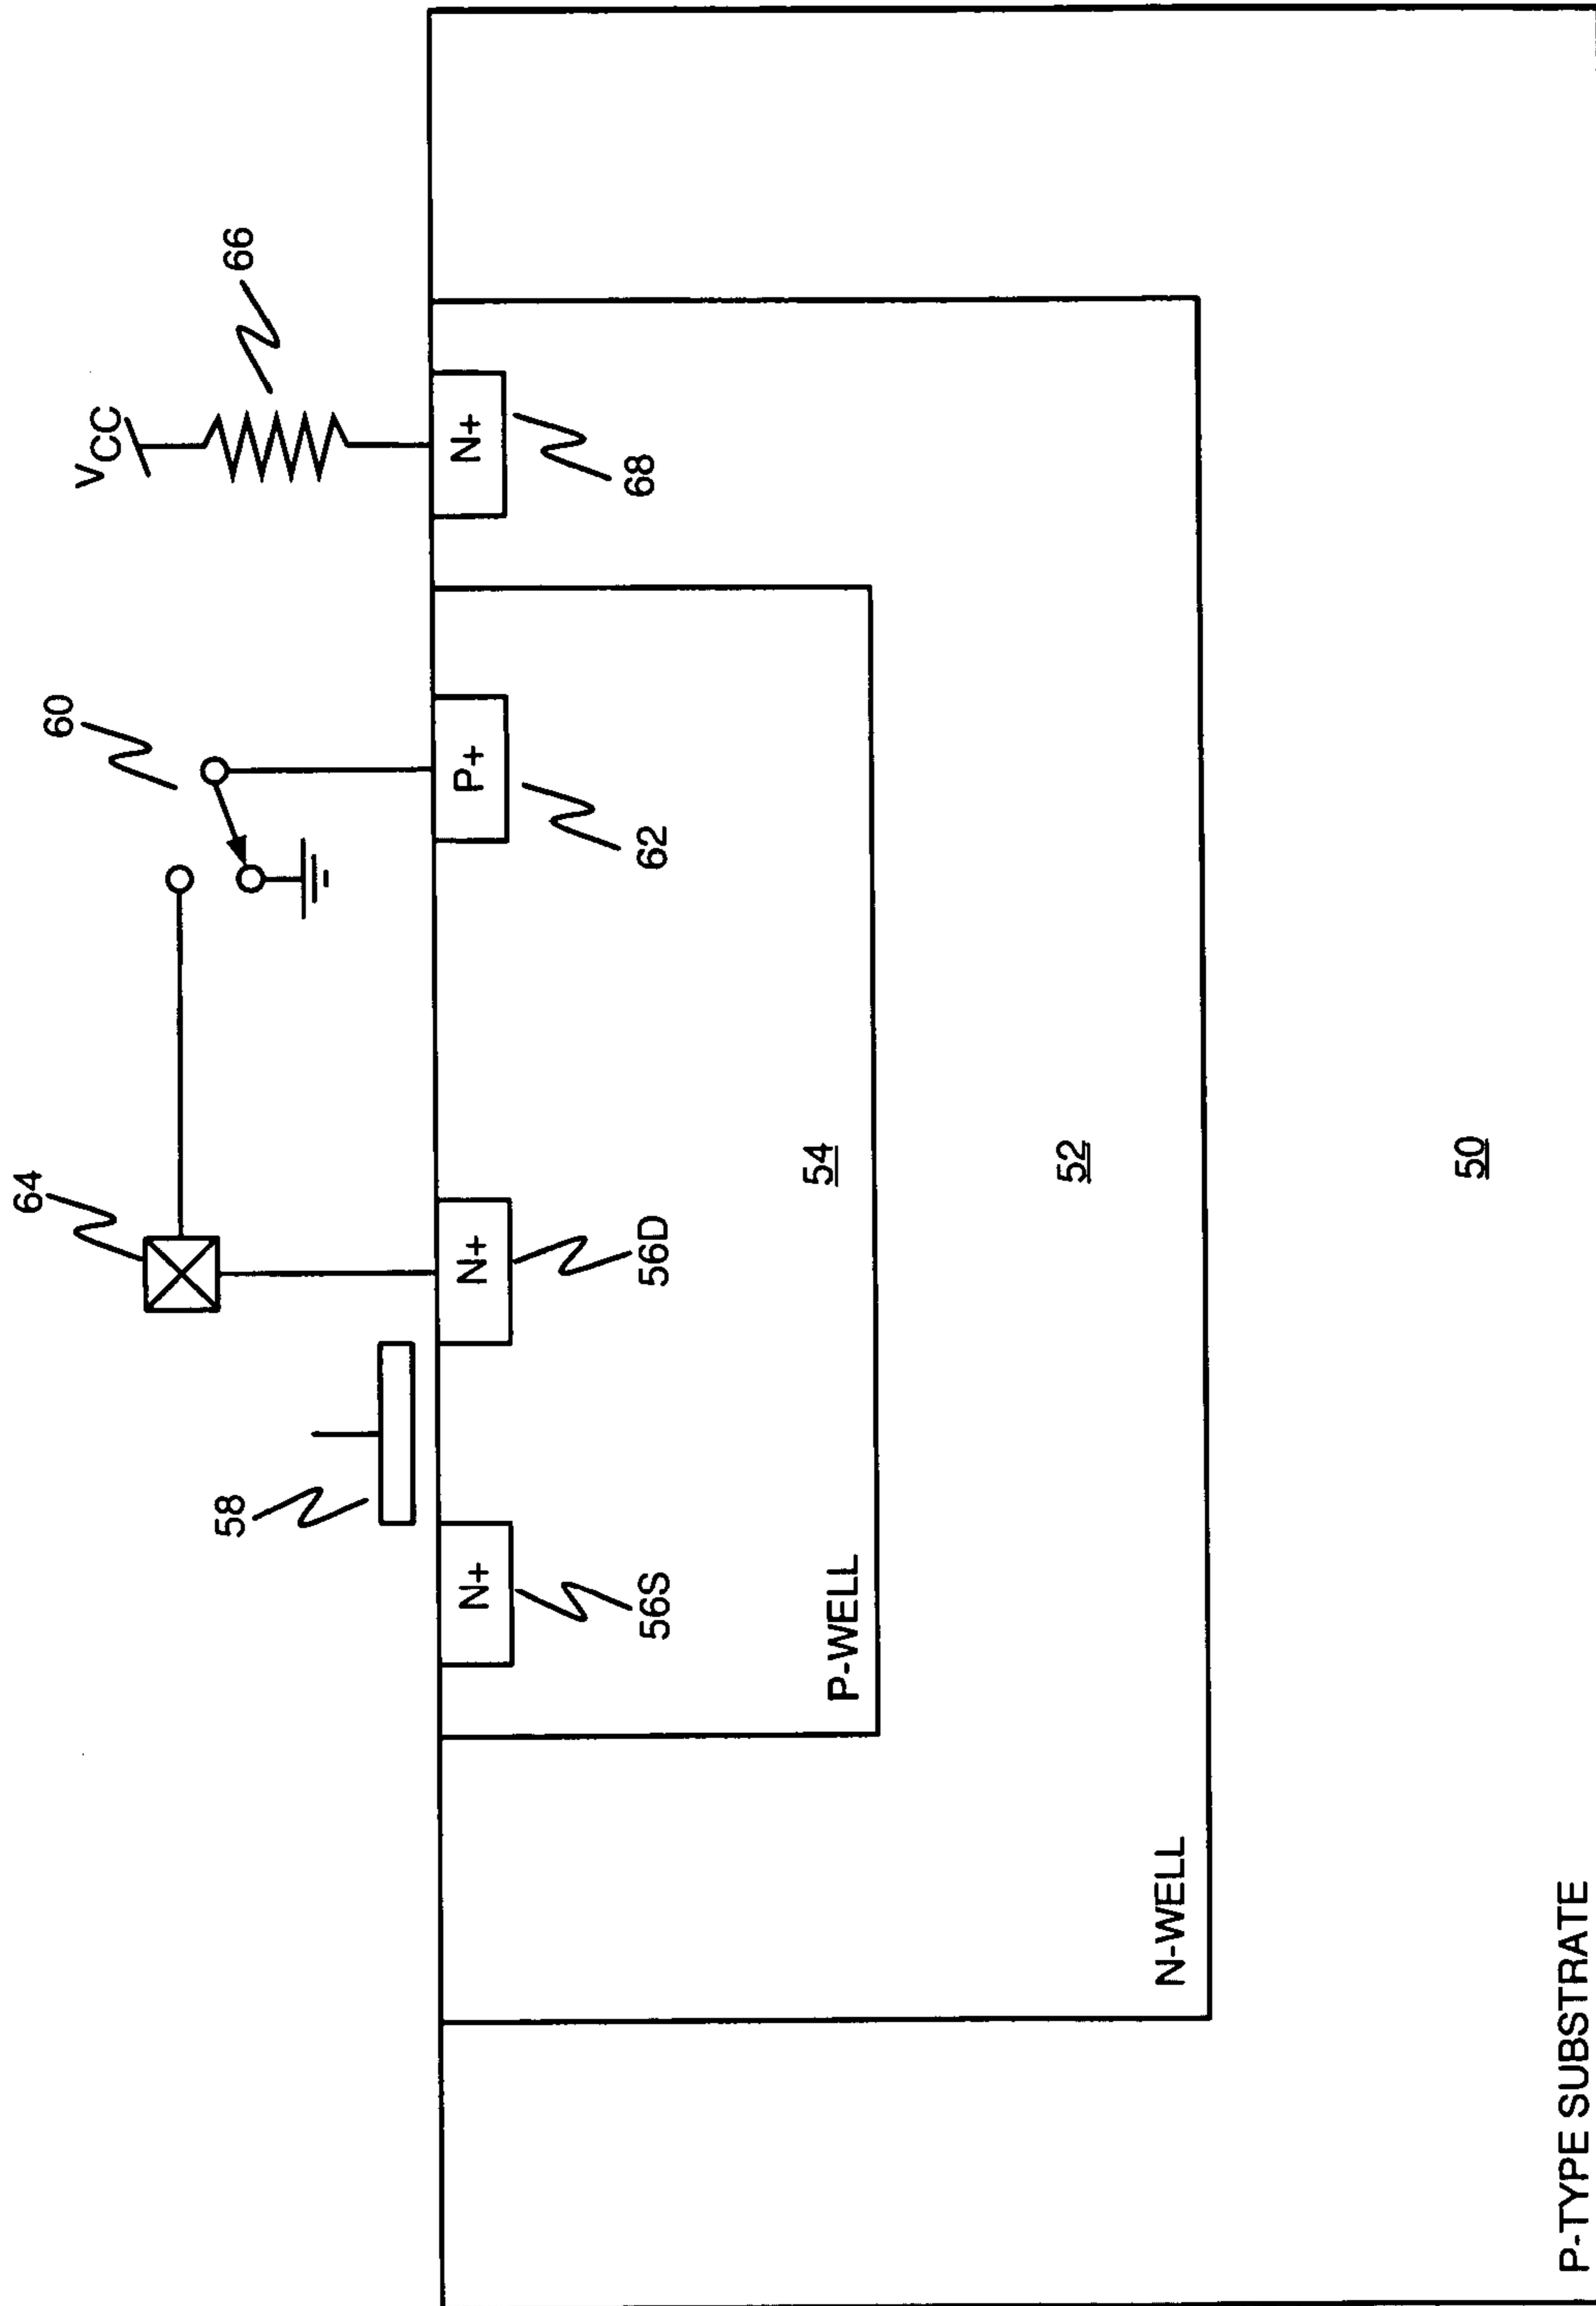 64
60
VCC
66
58
N+
N+
P+
N+
56S
56D
62
68
P-WELL
54
N-WELL
52
P-TYPE SUBSTRATE
50